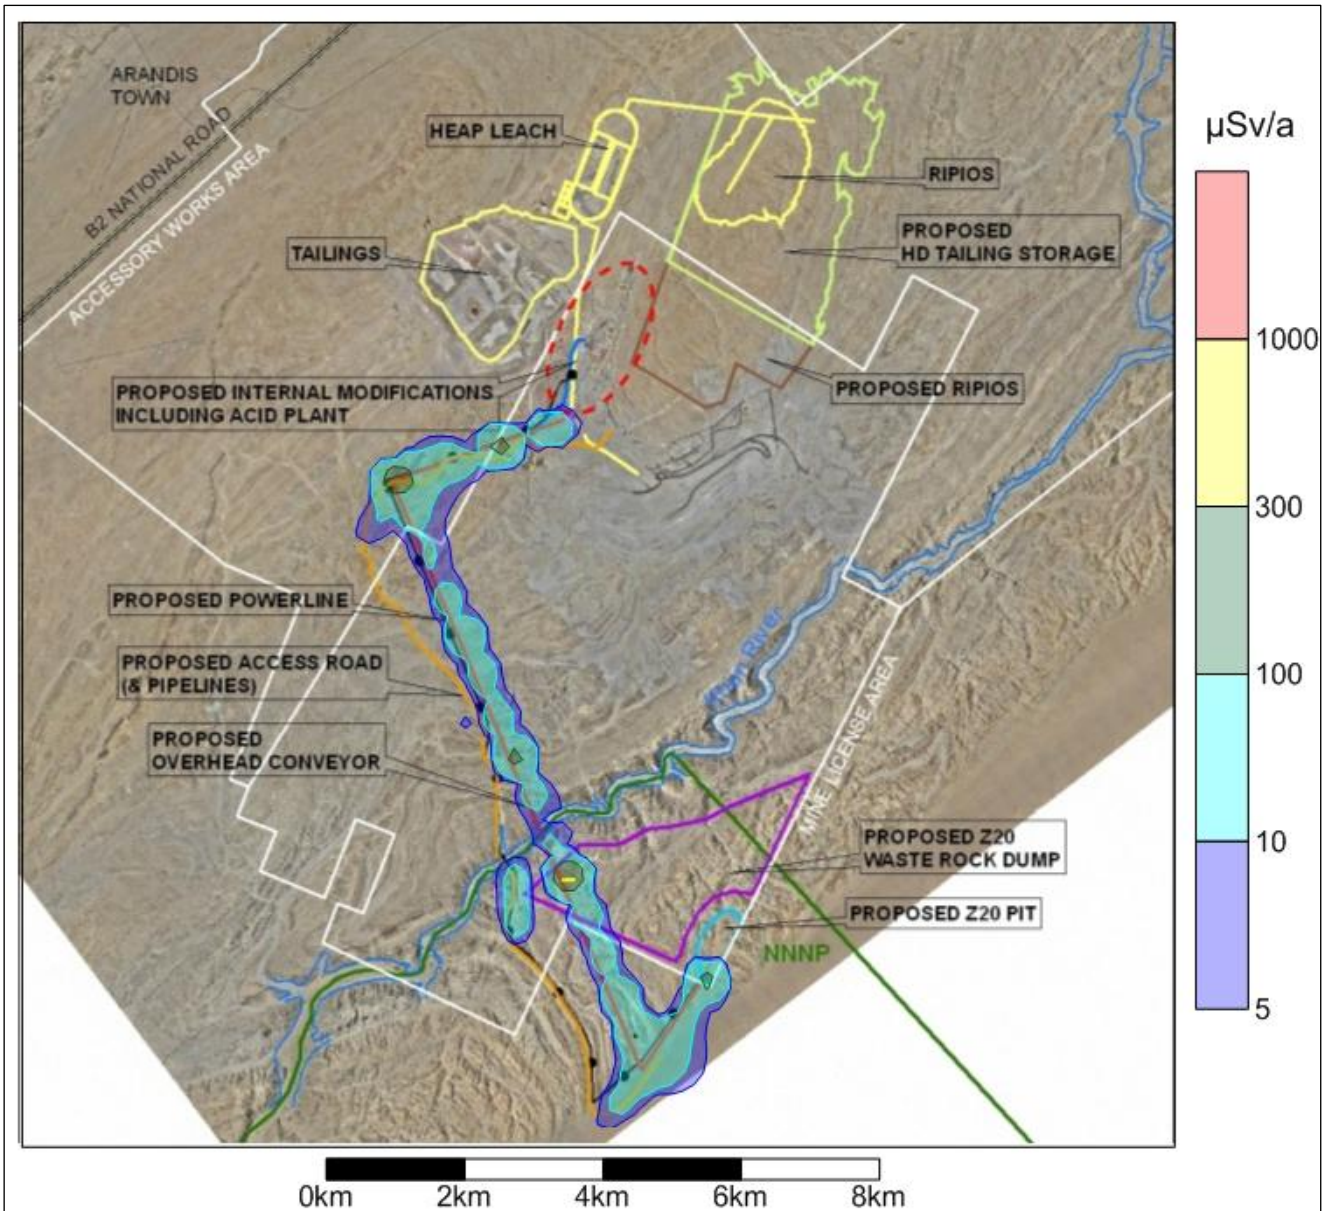 ARANDIS
TOWN
B2 NATIONAL ROAD
ACCESSORY WORKS AREA
HEAP LEACH
RIPIOS
TAILINGS
PROPOSED
HD TAILING STORAGE
PROPOSED INTERNAL MODIFICATIONS
INCLUDING ACID PLANT
PROPOSED RIPIOS
PROPOSED POWERLINE
PROPOSED ACCESS ROAD
(& PIPELINES)
PROPOSED
OVERHEAD CONVEYOR
River
MINE LICENSE AREA
PROPOSED Z20
WASTE ROCK DUMP
PROPOSED Z20 PIT
NNNP
µSv/a
1000
300
100
10
5
0km 2km 4km 6km 8km